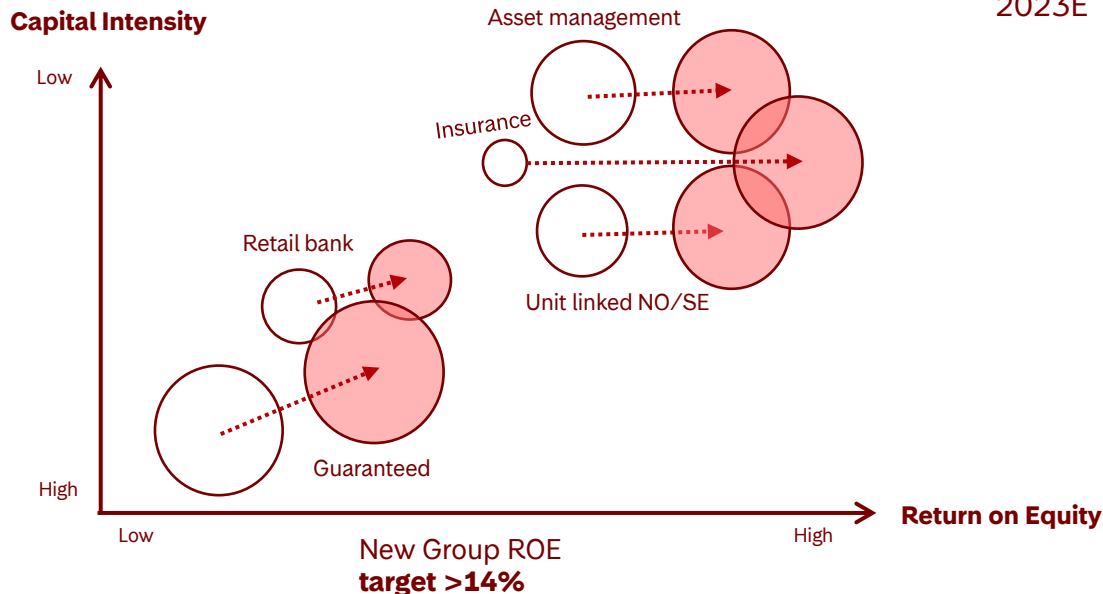 2023E
Capital Intensity
Asset management
Low
Insurance
Retail bank
Unit linked NO/SE
Guaranteed
High
Return on Equity
Low
High
New Group ROE
target >14%